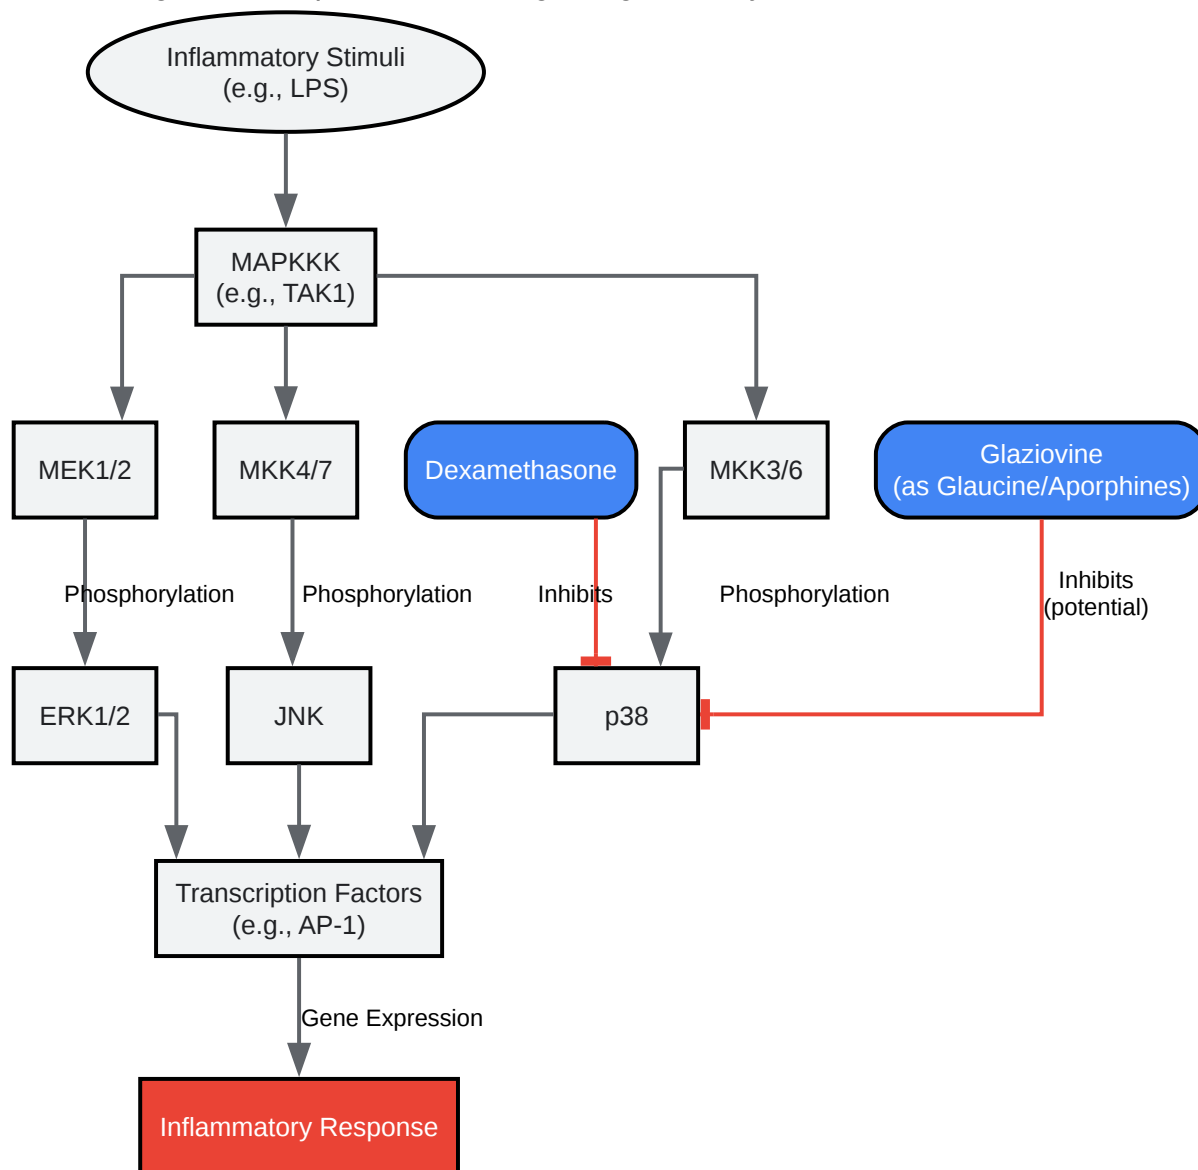 Inflammatory Stimuli
(e.g., LPS)
MAPKKK
(e.g., TAK1)
MEK1/2
MKK4/7
Dexamethasone
MKK3/6
Glaziovine
(as Glaucine/Aporphines)
Phosphorylation
Phosphorylation
Inhibits
Phosphorylation
Inhibits
(potential)
ERK1/2
JNK
p38
Transcription Factors
(e.g., AP-1)
Gene Expression
Inflammatory Response